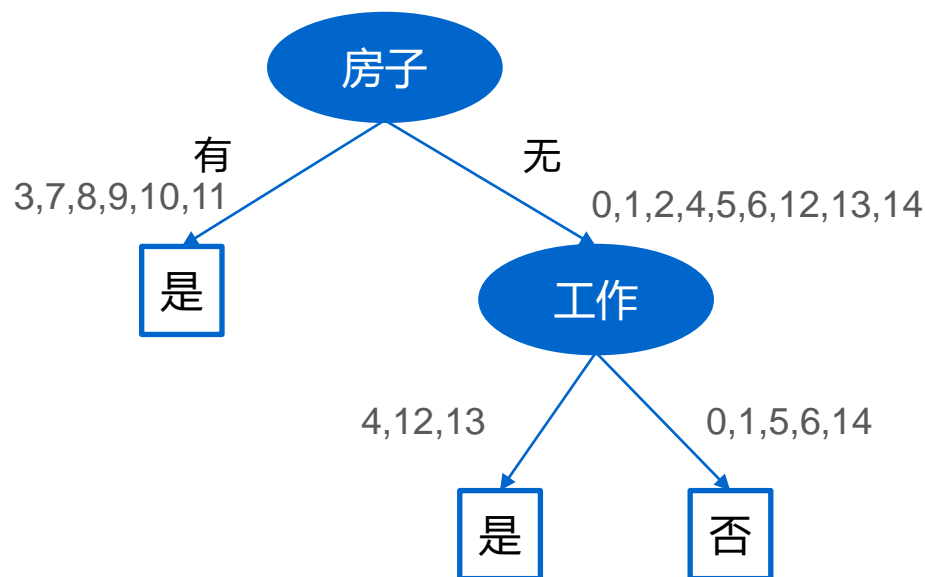 房子
有
无
3,7,8,9,10,11
0,1,2,4,5,6,12,13,14
是
工作
4,12,13
0,1,5,6,14
是
否